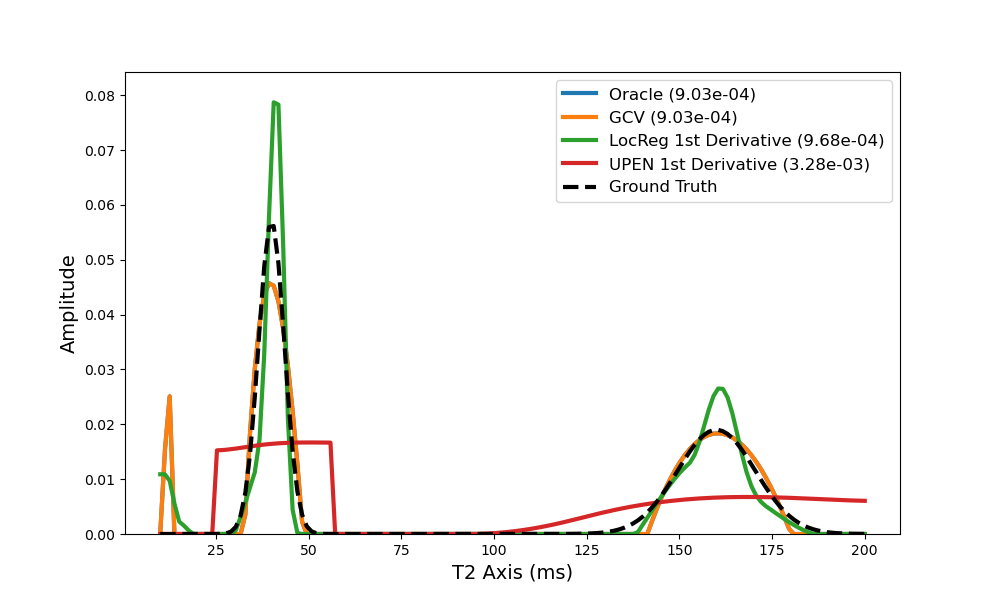 Oracle (9.03e-04)
GCV (9.03e-04)
LocReg 1st Derivative (9.68e-04)
UPEN 1st Derivative (3.28e-03)
Ground Truth
0.08
0.07
0.06
0.05
0.04
0.03
0.02
0.01
0.00
Amplitude
25 50 75 100 125 150 175 200
T2 Axis (ms)